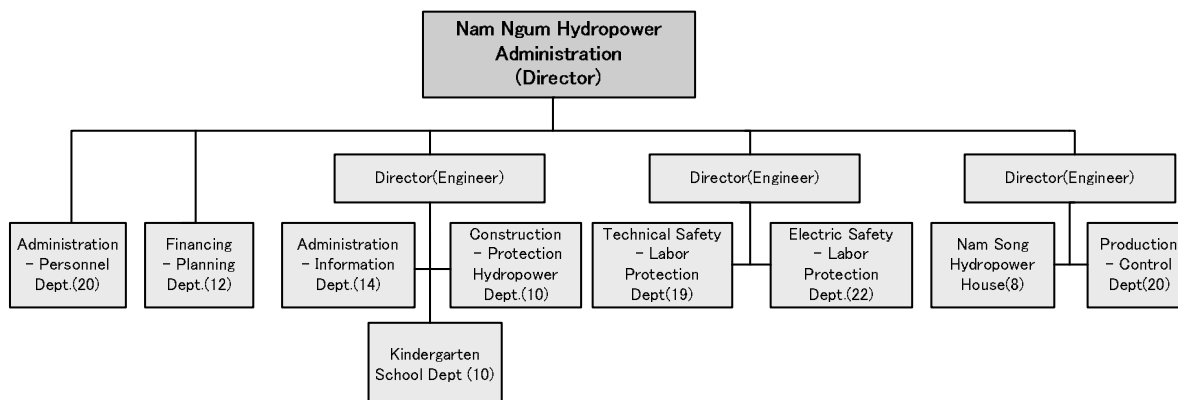 Nam Ngum Hydropower
Administration
(Director)
Director(Engineer)
Director(Engineer)
Director(Engineer)
Administration
- Personnel
Dept.(20)
Financing
- Planning
Dept.(12)
Administration
- Information
Dept.(14)
Construction
- Protection
Hydropower
Dept.(10)
Technical Safety
- Labor
Protection
Dept(19)
Electric Safety
- Labor
Protection
Dept.(22)
Nam Song
Hydropower
House(8)
Production
- Control
Dept(20)
Kindergarten
School Dept (10)